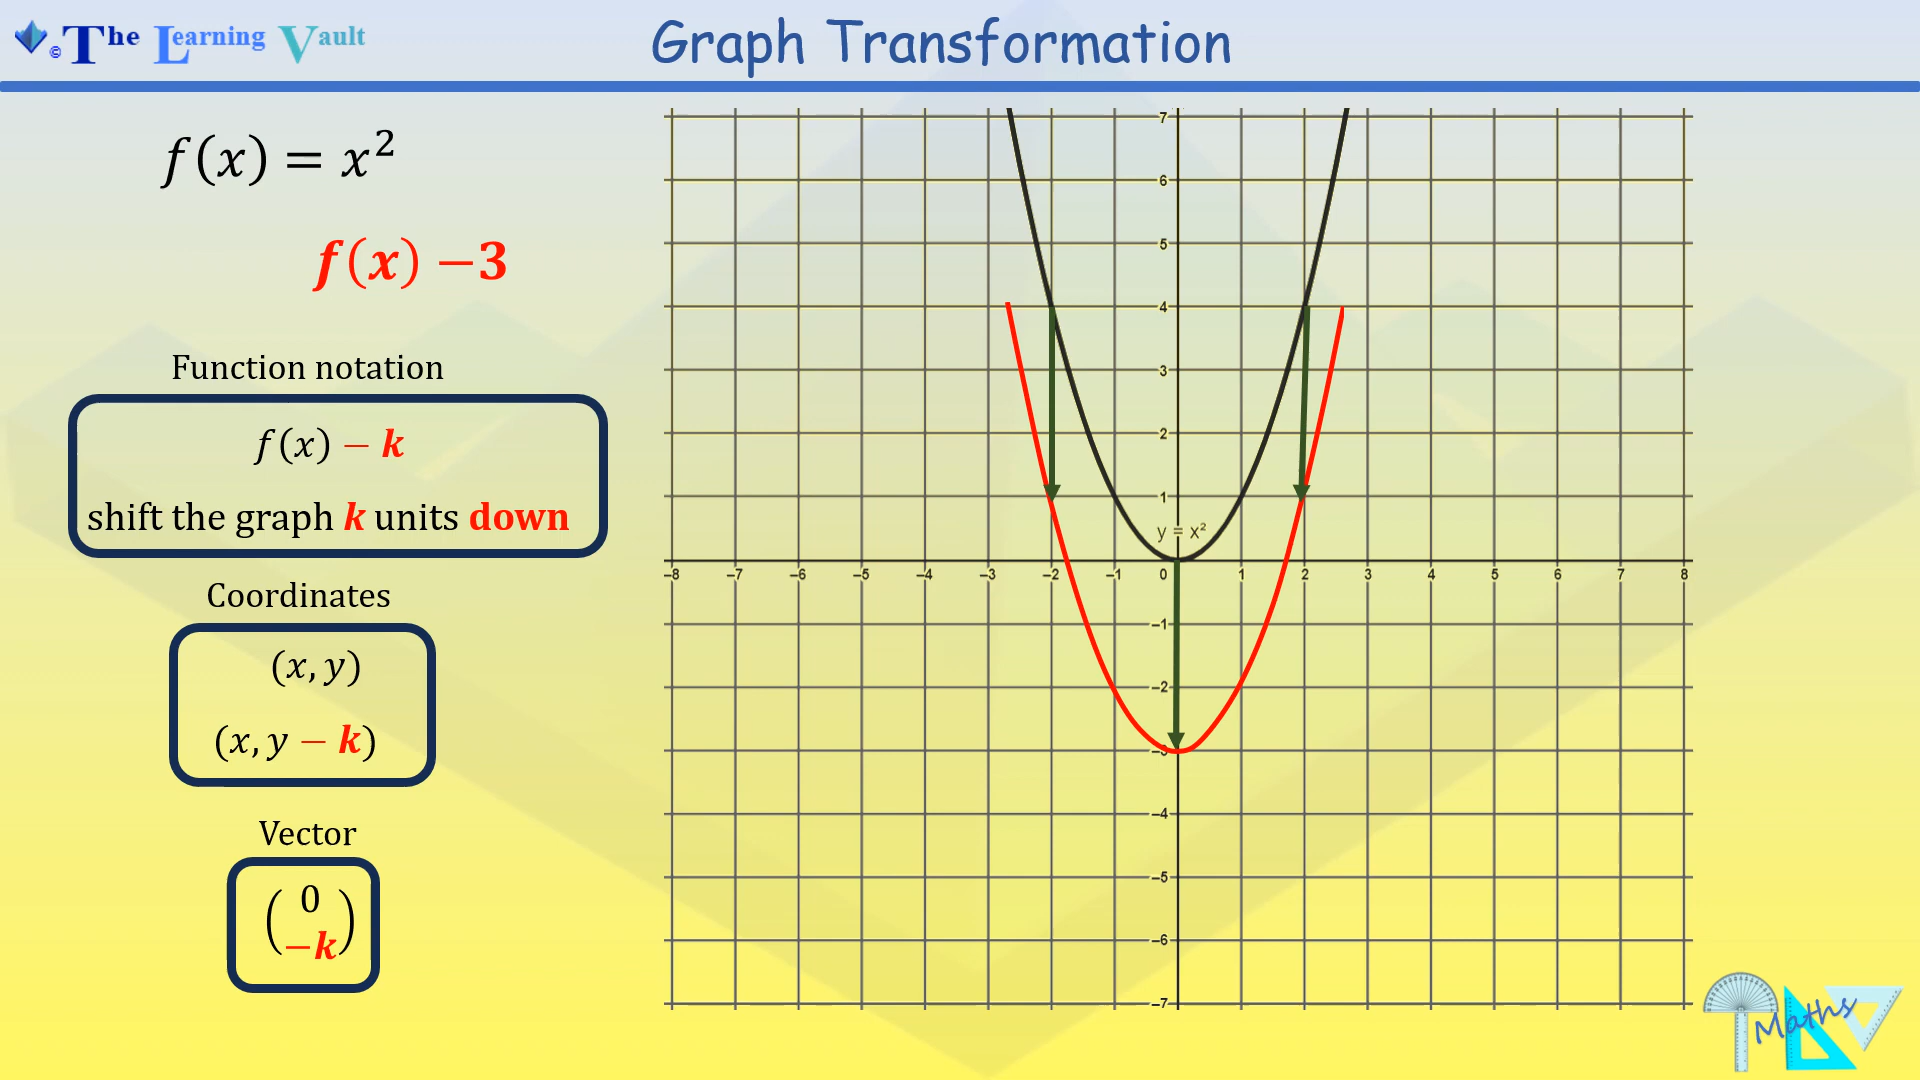 © The Learning Vault
Graph Transformation
f(x) = x²
f(x) −3
Function notation
f(x) − k
shift the graph k units down
Coordinates
(x, y)
(x, y − k)
Vector
0
−k
7
6
5
4
3
2
1
y = x²
−8 −7 −6 −5 −4 −3 −2 −1 0 1 2 3 4 5 6 7 8
−1
−2
−3
−4
−5
−6
−7
Maths